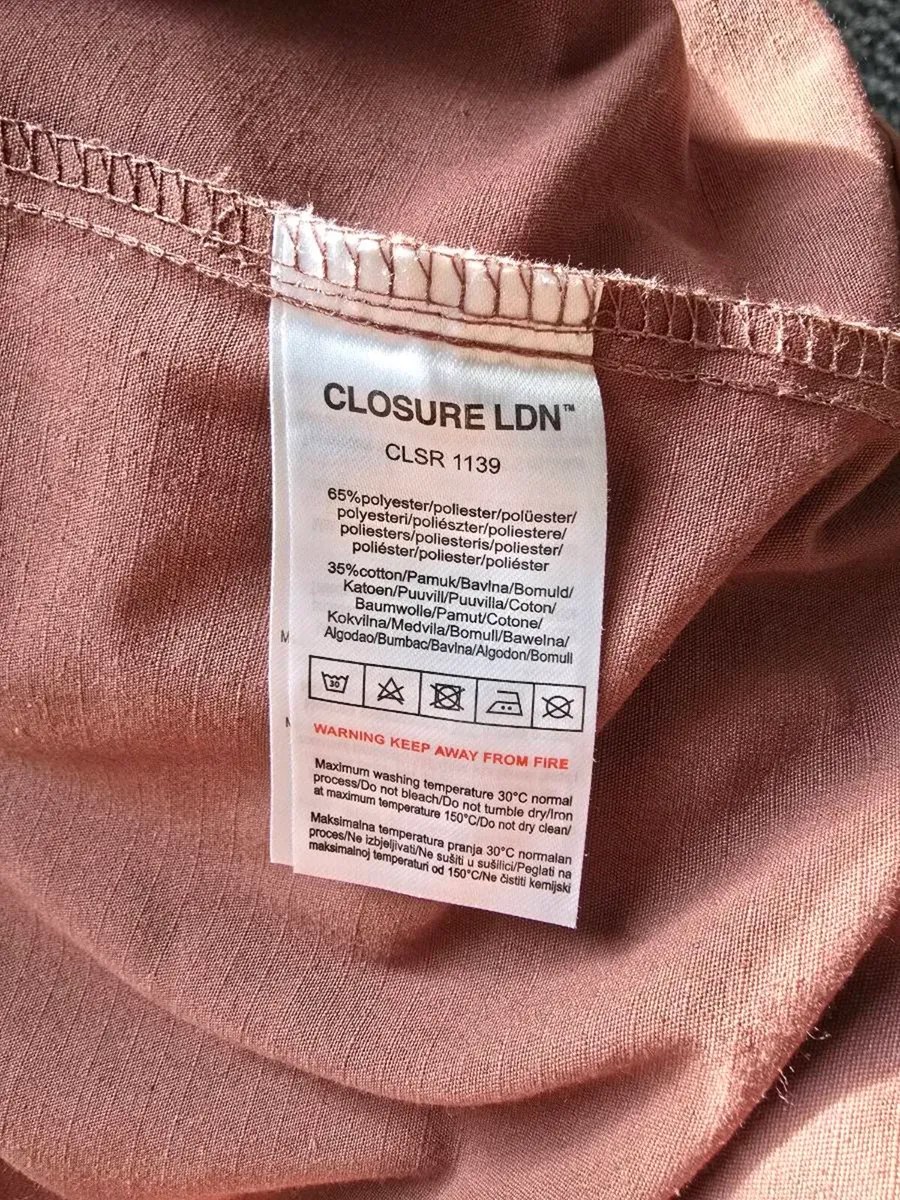 CLOSURE LDN™
CLSR 1139
65%polyester/poliester/polüester/
polyesteri/poliészter/poliestere/
poliesters/poliesteris/poliester/
poliéster/poliester/poliéster
35%cotton/Pamuk/Bavlna/Bomuld/
Katoen/Puuvill/Puuvilla/Coton/
Baumwolle/Pamut/Cotone/
Kokvilna/Medvila/Bomull/Bawelna/
Algodao/Bumbac/Bavlna/Algodon/Bomull
30
WARNING KEEP AWAY FROM FIRE
Maximum washing temperature 30°C normal
process/Do not bleach/Do not tumble dry/Iron
at maximum temperature 150°C/Do not dry clean/
Maksimalna temperatura pranja 30°C normalan
proces/Ne izbjeljivati/Ne sušiti u sušilici/Peglati na
maksimalnoj temperaturi od 150°C/Ne čistiti kemijski